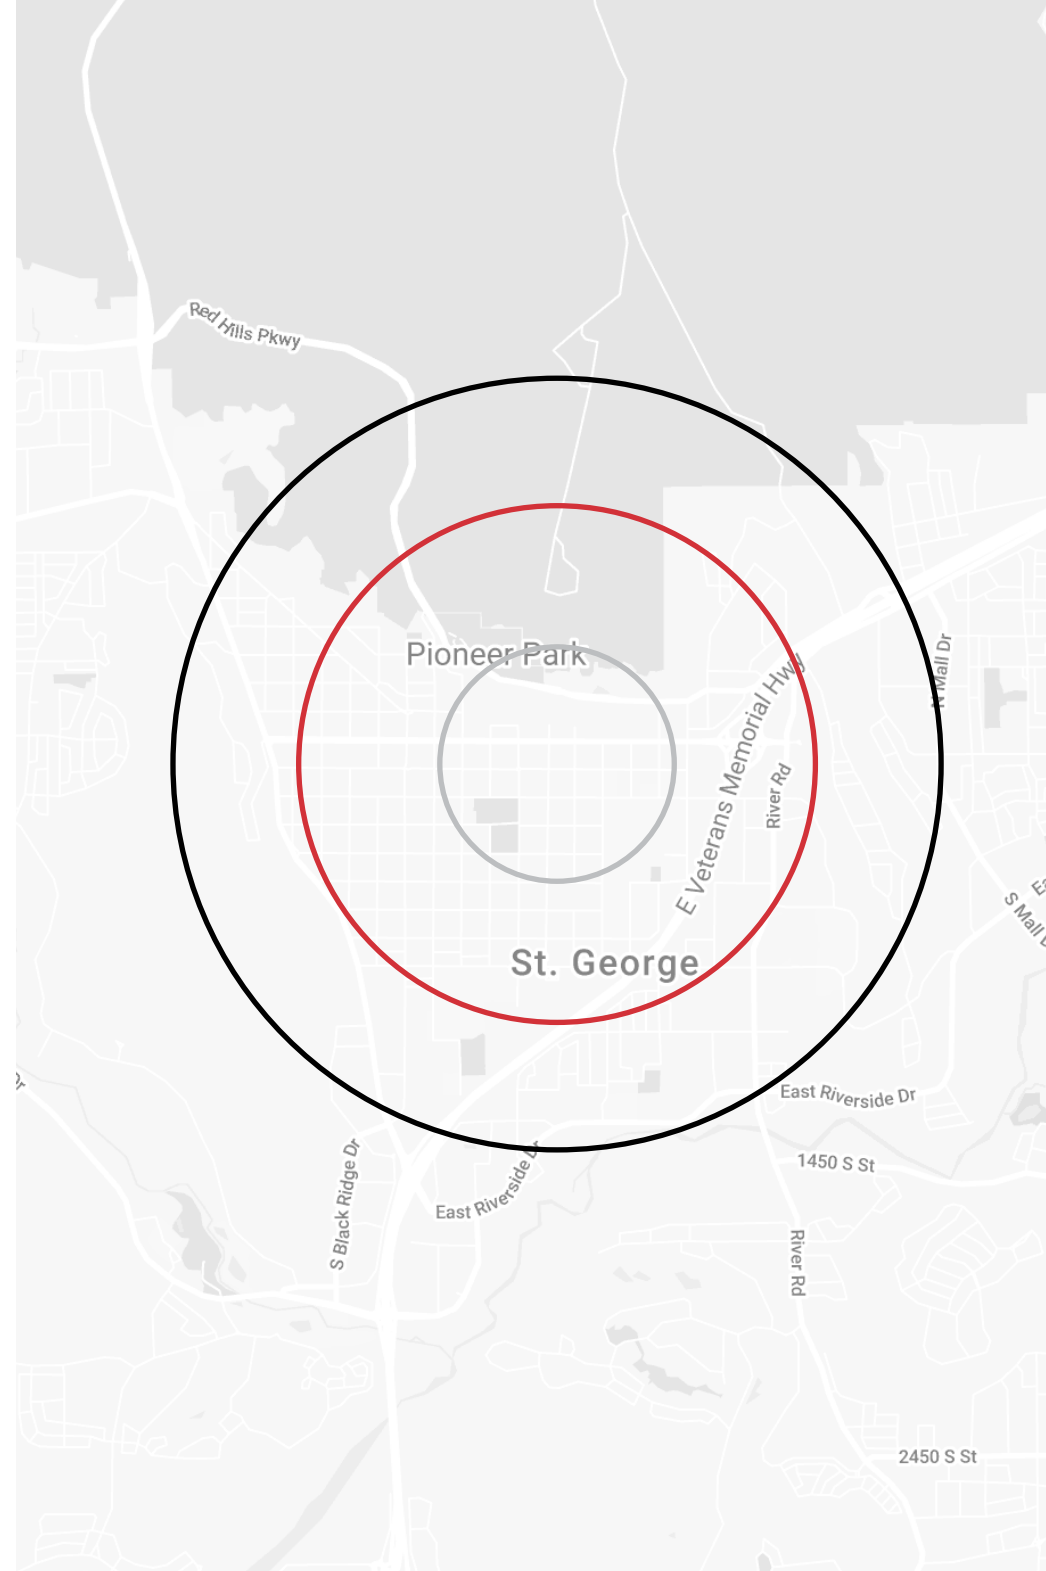 Red Hills Pkwy
Pioneer Park
N Mall Dr
E Veterans Memorial Hwy
River Rd
S Mall
St. George
East Riverside Dr
1450 S St
S Black Ridge Dr
East Riverside Dr
River Rd
2450 S St